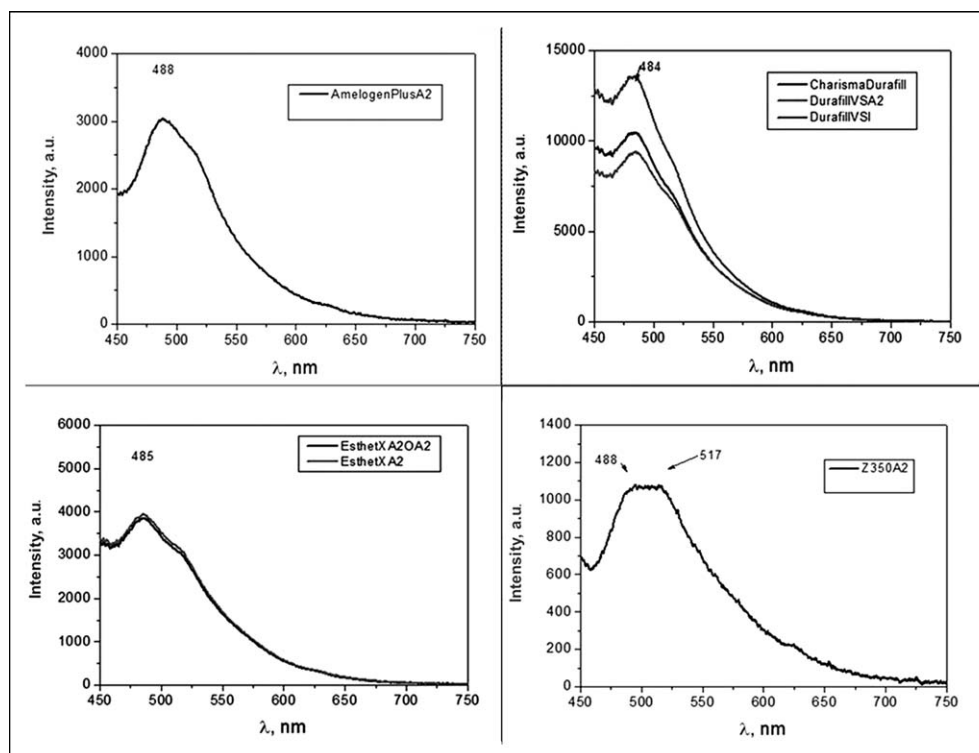 4000
3000
2000
1000
0
450 500 550 600 650 700 750
Intensity, a.u.
λ, nm
488
AmelogenPlusA2
15000
10000
5000
0
450 500 550 600 650 700 750
Intensity, a.u.
λ, nm
484
CharismaDurafill
DurafillVSA2
DurafillVSI
6000
5000
4000
3000
2000
1000
0
450 500 550 600 650 700 750
Intensity, a.u.
λ, nm
485
EsthetXA2OA2
EsthetXA2
1400
1200
1000
800
600
400
200
0
450 500 550 600 650 700 750
Intensity, a.u.
λ, nm
488 517
Z350A2